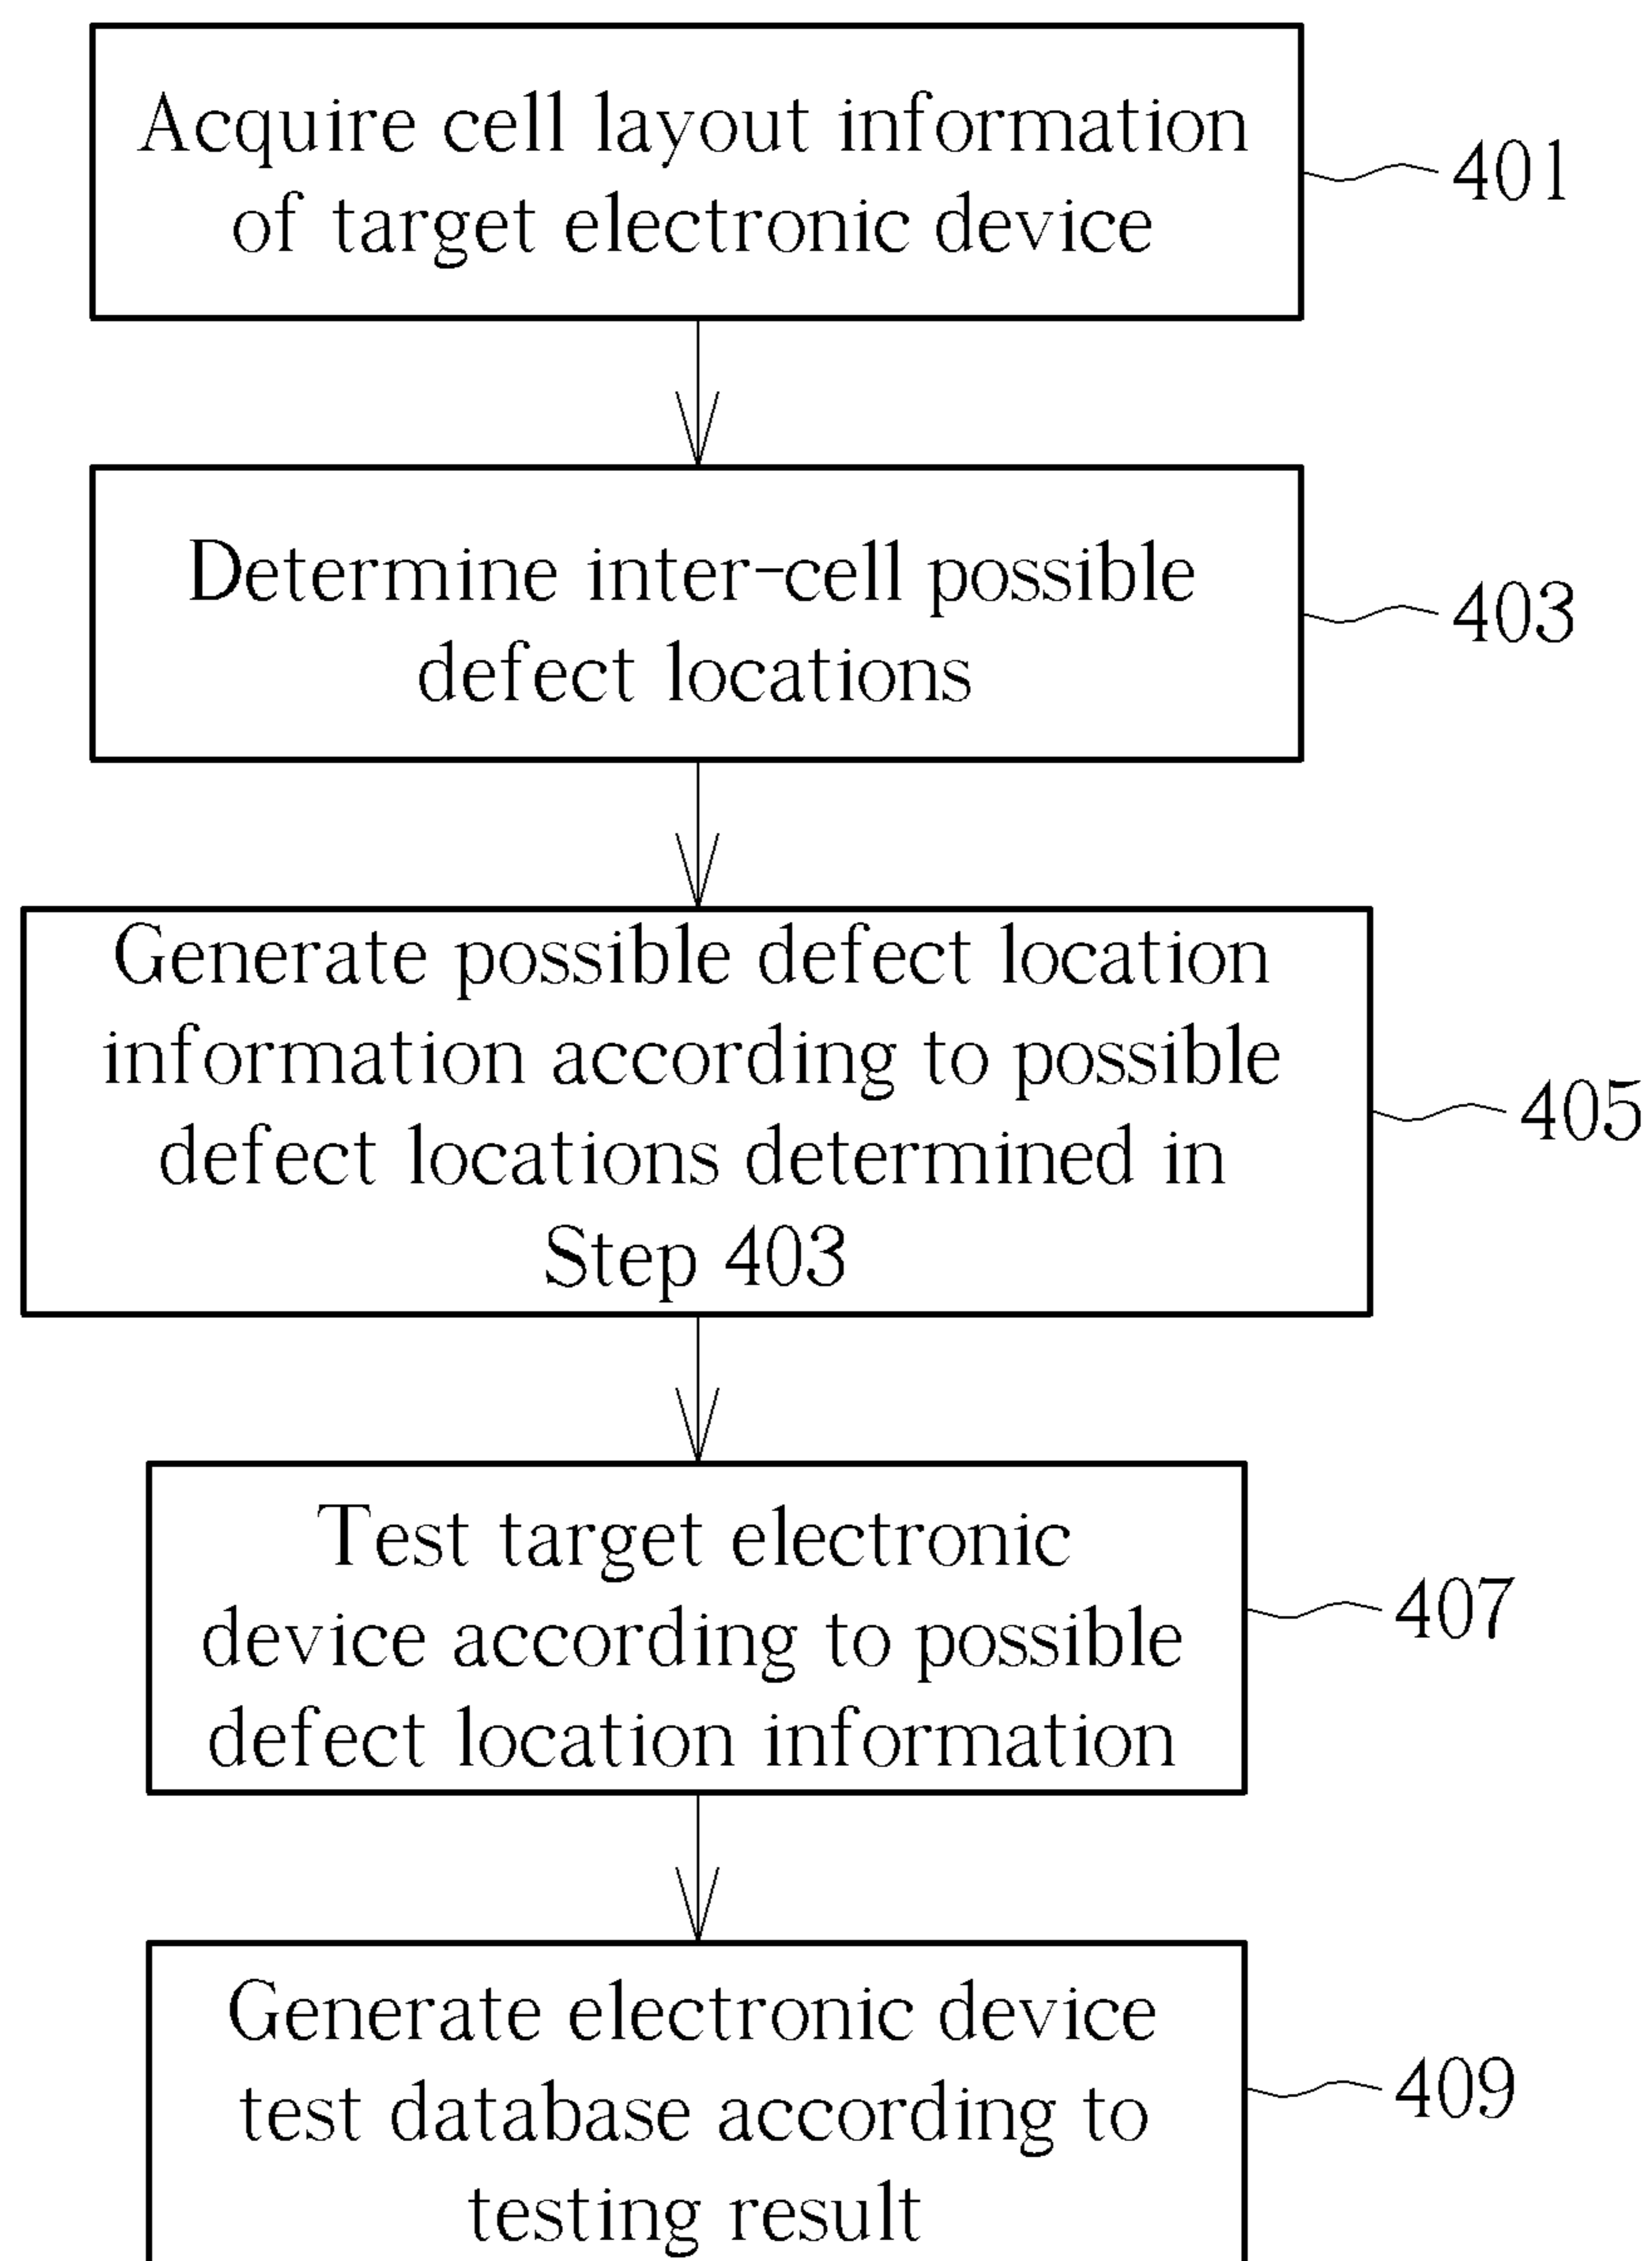 Acquire cell layout information
of target electronic device
401
Determine inter-cell possible
defect locations
403
Generate possible defect location
information according to possible
defect locations determined in
Step 403
405
Test target electronic
device according to possible
defect location information
407
Generate electronic device
test database according to
testing result
409